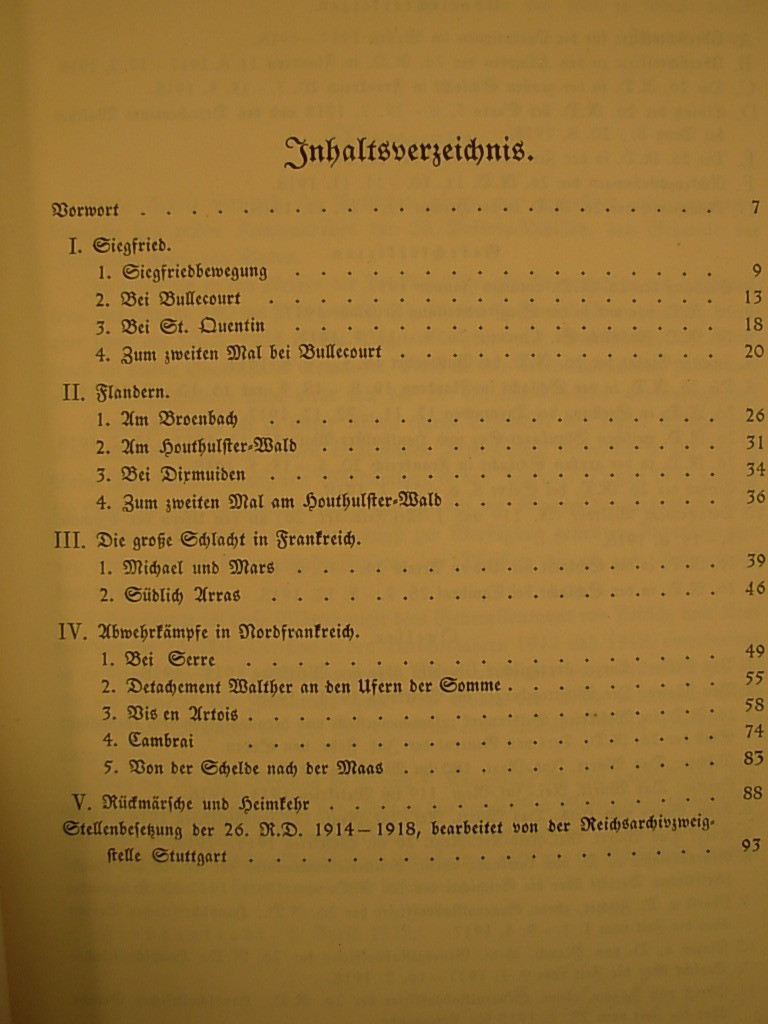 Inhaltsverzeichnis.
Vorwort . . . . . . . . . . . . . . . . . . . . . . 7
I. Siegfried.
1. Siegfriedbewegung . . . . . . . . . . . . . . . . 9
2. Bei Bullecourt . . . . . . . . . . . . . . . . . 13
3. Bei St. Quentin . . . . . . . . . . . . . . . . 18
4. Zum zweiten Mal bei Bullecourt . . . . . . . . . . . . 20
II. Flandern.
1. Am Broenbach . . . . . . . . . . . . . . . . . 26
2. Am Houthulster-Wald . . . . . . . . . . . . . . . 31
3. Bei Dixmuiden . . . . . . . . . . . . . . . . . 34
4. Zum zweiten Mal am Houthulster-Wald . . . . . . . . . . 36
III. Die große Schlacht in Frankreich.
1. Michael und Mars . . . . . . . . . . . . . . . . 39
2. Südlich Arras . . . . . . . . . . . . . . . . . 46
IV. Abwehrkämpfe in Nordfrankreich.
1. Bei Serre . . . . . . . . . . . . . . . . . . 49
2. Detachement Walther an den Ufern der Somme . . . . . . . . 55
3. Vis en Artois . . . . . . . . . . . . . . . . . . 58
4. Cambrai . . . . . . . . . . . . . . . . . . 74
5. Von der Schelde nach der Maas . . . . . . . . . . . . 83
V. Rückmärsche und Heimkehr . . . . . . . . . . . . . . . 88
Stellenbesetzung der 26. R.D. 1914–1918, bearbeitet von der Reichsarchivzweig-
stelle Stuttgart . . . . . . . . . . . . . . . . . . 93